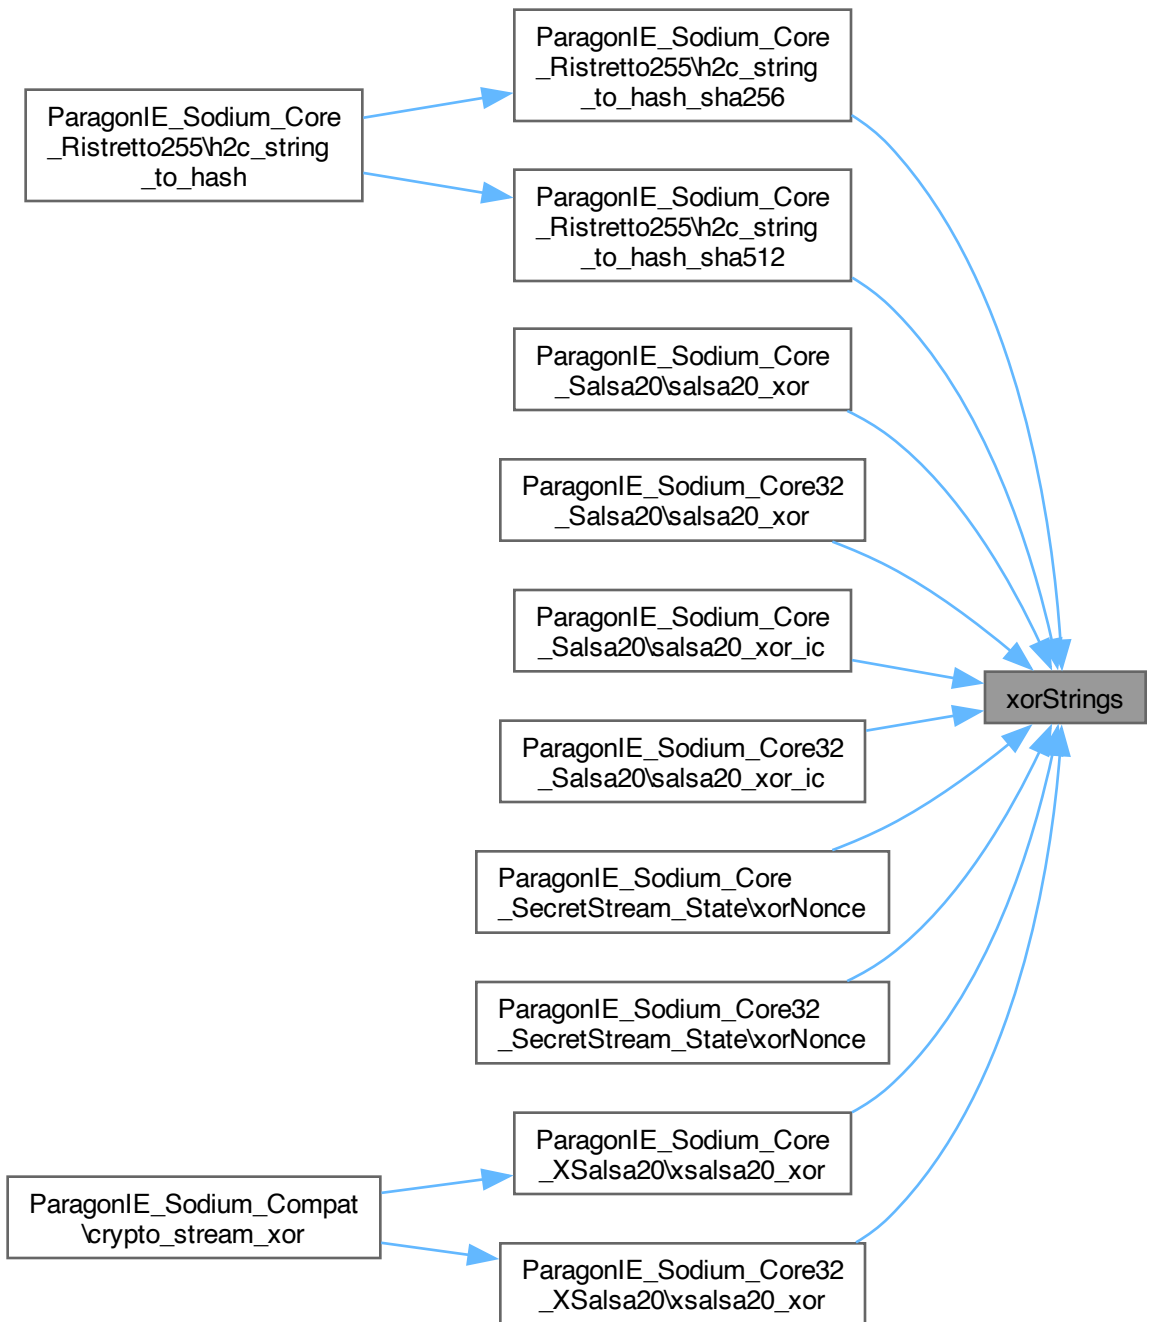 ParagonIE_Sodium_Core
_Ristretto255\h2c_string
_to_hash_sha256
ParagonIE_Sodium_Core
_Ristretto255\h2c_string
_to_hash
ParagonIE_Sodium_Core
_Ristretto255\h2c_string
_to_hash_sha512
ParagonIE_Sodium_Core
_Salsa20\salsa20_xor
ParagonIE_Sodium_Core32
_Salsa20\salsa20_xor
ParagonIE_Sodium_Core
_Salsa20\salsa20_xor_ic
xorStrings
ParagonIE_Sodium_Core32
_Salsa20\salsa20_xor_ic
ParagonIE_Sodium_Core
_SecretStream_State\xorNonce
ParagonIE_Sodium_Core32
_SecretStream_State\xorNonce
ParagonIE_Sodium_Core
_XSalsa20\xsalsa20_xor
ParagonIE_Sodium_Compat
\crypto_stream_xor
ParagonIE_Sodium_Core32
_XSalsa20\xsalsa20_xor